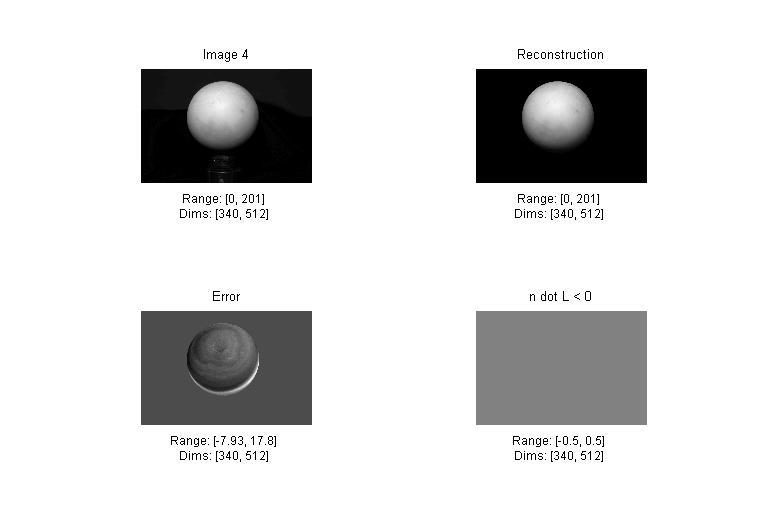 Image 4
Reconstruction
Range: [0, 201]
Dims: [340, 512]
Range: [0, 201]
Dims: [340, 512]
Error
n dot L < 0
Range: [-7.93, 17.8]
Dims: [340, 512]
Range: [-0.5, 0.5]
Dims: [340, 512]